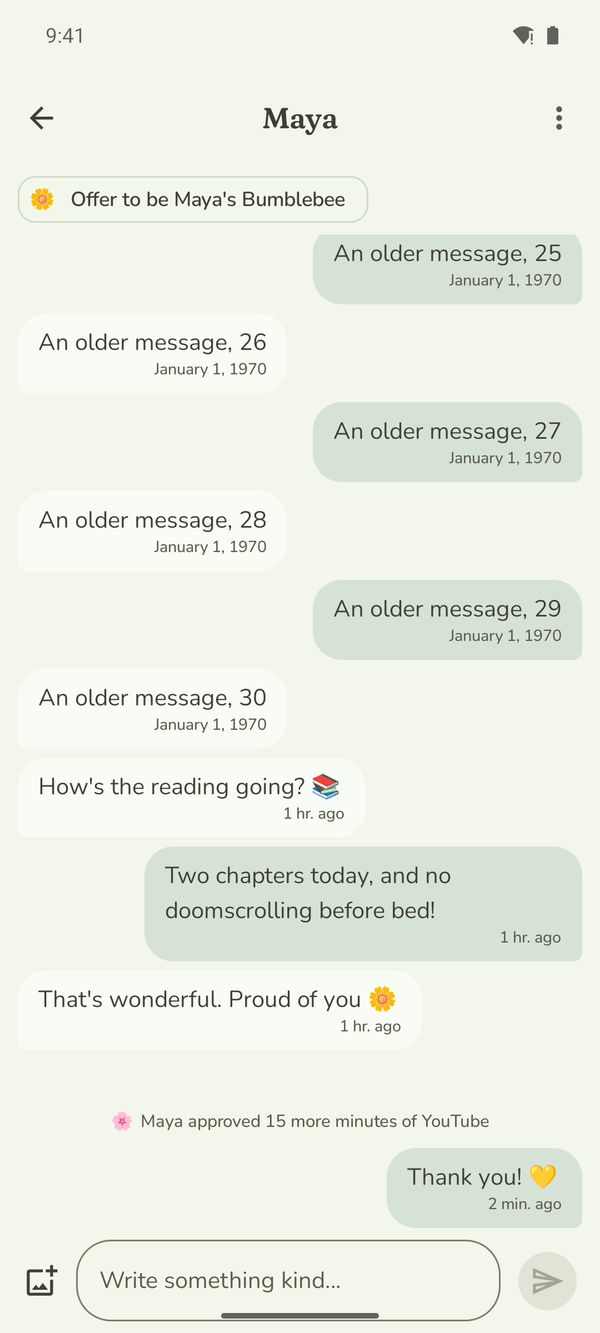 9:41
Maya
🌼 Offer to be Maya's Bumblebee
An older message, 25
January 1, 1970
An older message, 26
January 1, 1970
An older message, 27
January 1, 1970
An older message, 28
January 1, 1970
An older message, 29
January 1, 1970
An older message, 30
January 1, 1970
How's the reading going? 📚
1 hr. ago
Two chapters today, and no
doomscrolling before bed!
1 hr. ago
That's wonderful. Proud of you 🌼
1 hr. ago
🌸 Maya approved 15 more minutes of YouTube
Thank you! 💛
2 min. ago
Write something kind...